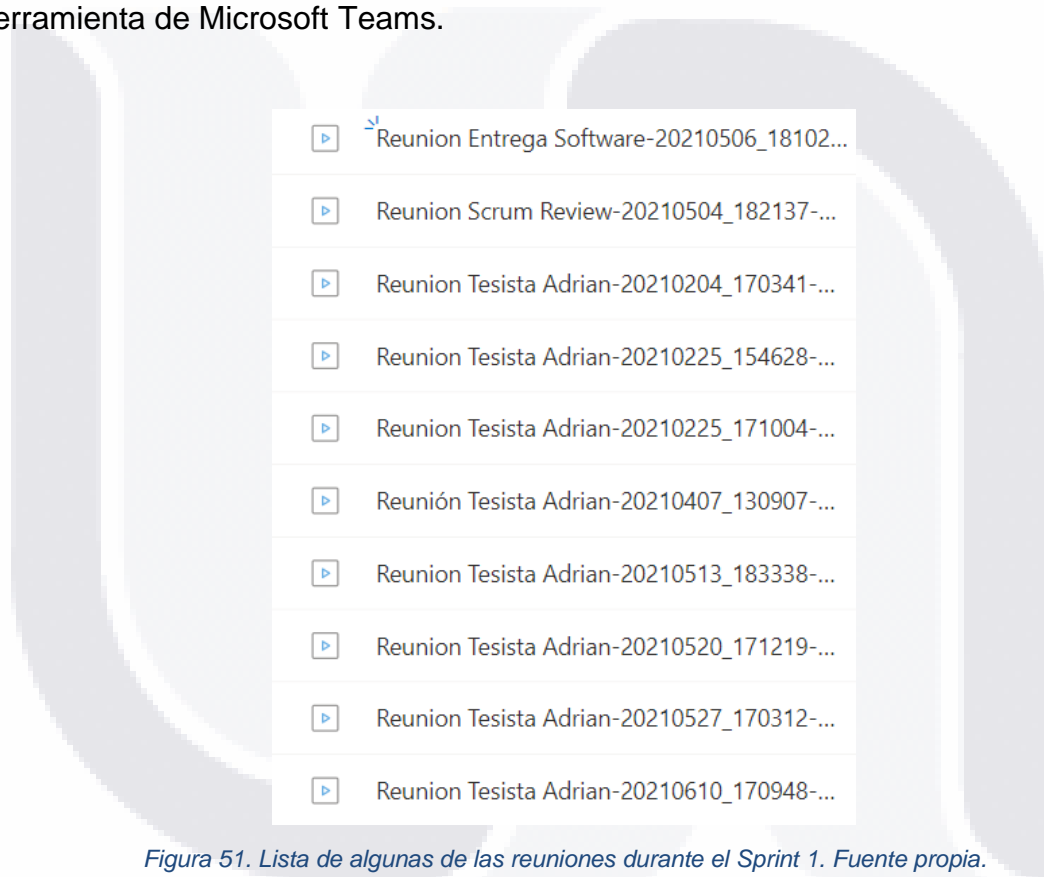 erramienta de Microsoft Teams.
Reunion Entrega Software-20210506_18102...
Reunion Scrum Review-20210504_182137-...
Reunion Tesista Adrian-20210204_170341-...
Reunion Tesista Adrian-20210225_154628-...
Reunion Tesista Adrian-20210225_171004-...
Reunión Tesista Adrian-20210407_130907-...
Reunion Tesista Adrian-20210513_183338-...
Reunion Tesista Adrian-20210520_171219-...
Reunion Tesista Adrian-20210527_170312-...
Reunion Tesista Adrian-20210610_170948-...
Figura 51. Lista de algunas de las reuniones durante el Sprint 1. Fuente propia.